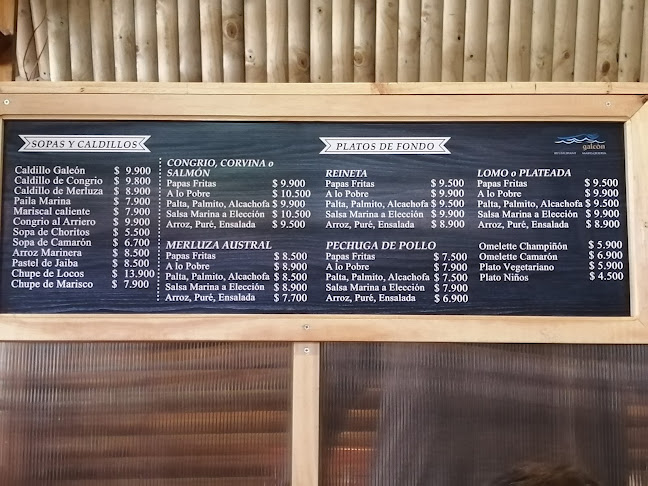 SOPAS Y CALDILLOS
Caldillo Galeón $ 9.900
Caldillo de Congrio $ 9.800
Caldillo de Merluza $ 8.900
Paila Marina $ 7.900
Mariscal caliente $ 7.900
Congrio al Arriero $ 9.900
Sopa de Choritos $ 5.500
Sopa de Camarón $ 6.700
Arroz Marinera $ 8.500
Pastel de Jaiba $ 8.500
Chupe de Locos $ 13.900
Chupe de Marisco $ 7.900
PLATOS DE FONDO
CONGRIO, CORVINA o
SALMÓN
Papas Fritas $ 9.900
A lo Pobre $ 10.500
Palta, Palmito, Alcachofa $ 9.900
Salsa Marina a Elección $ 10.500
Arroz, Puré, Ensalada $ 9.500
MERLUZA AUSTRAL
Papas Fritas $ 8.500
A lo Pobre $ 8.900
Palta, Palmito, Alcachofa $ 8.500
Salsa Marina a Elección $ 8.900
Arroz, Puré, Ensalada $ 7.700
REINETA
Papas Fritas $ 9.500
A lo Pobre $ 9.900
Palta, Palmito, Alcachofa $ 9.500
Salsa Marina a Elección $ 9.900
Arroz, Puré, Ensalada $ 8.900
PECHUGA DE POLLO
Papas Fritas $ 7.500
A lo Pobre $ 7.900
Palta, Palmito, Alcachofa $ 7.500
Salsa Marina a Elección $ 7.900
Arroz, Puré, Ensalada $ 6.900
galeón
LOMO o PLATEADA
Papas Fritas $ 9.500
A lo Pobre $ 9.900
Palta, Palmito, Alcachofa $ 9.500
Salsa Marina a Elección $ 9.900
Arroz, Puré, Ensalada $ 8.900
Omelette Champiñón $ 5.900
Omelette Camarón $ 6.900
Plato Vegetariano $ 5.900
Plato Niños $ 4.500